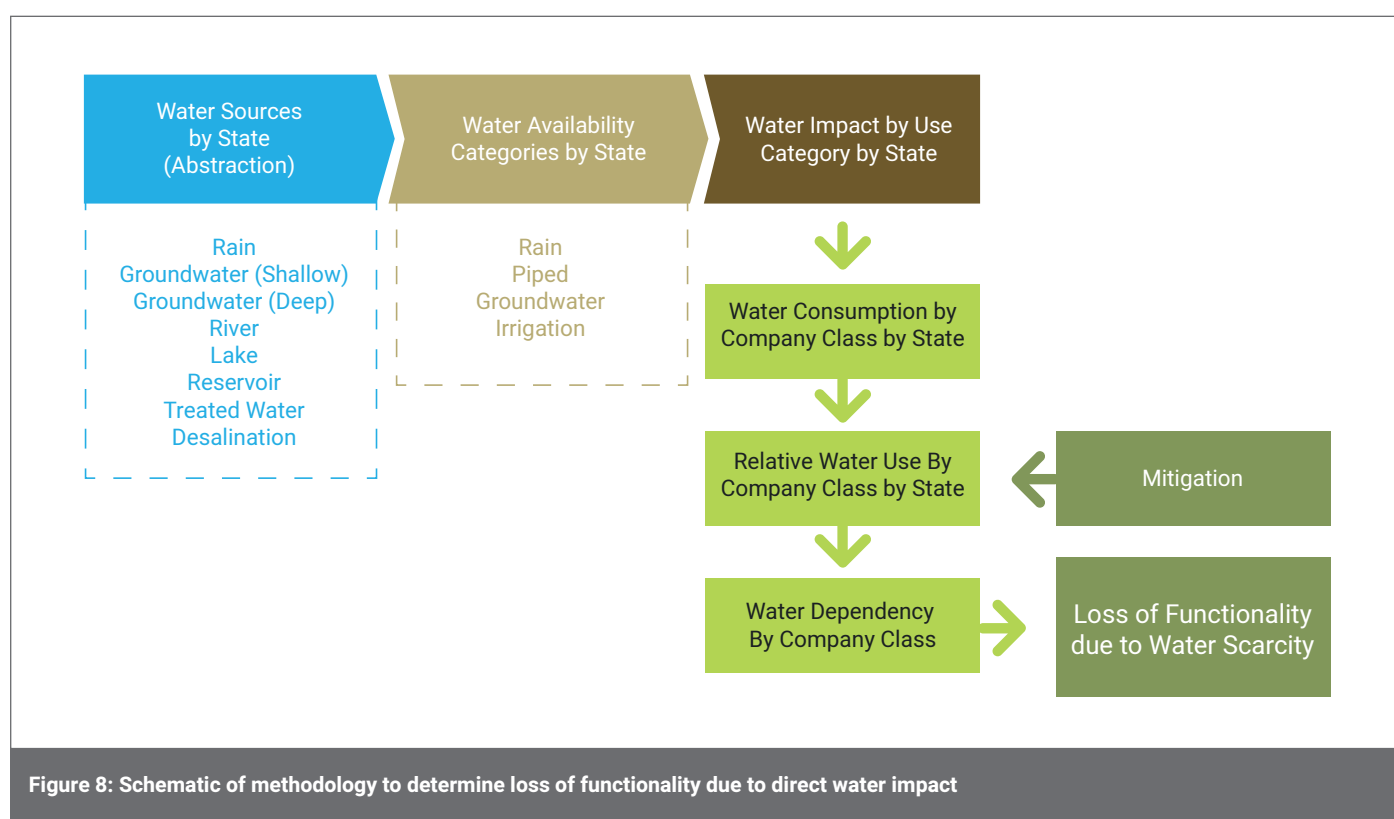 Water Sources
by State
(Abstraction)
Water Availability
Categories by State
Water Impact by Use
Category by State
Rain
Groundwater (Shallow)
Groundwater (Deep)
River
Lake
Reservoir
Treated Water
Desalination
Rain
Piped
Groundwater
Irrigation
Water Consumption by
Company Class by State
Relative Water Use By
Company Class by State
Mitigation
Water Dependency
By Company Class
Loss of Functionality
due to Water Scarcity
Figure 8: Schematic of methodology to determine loss of functionality due to direct water impact